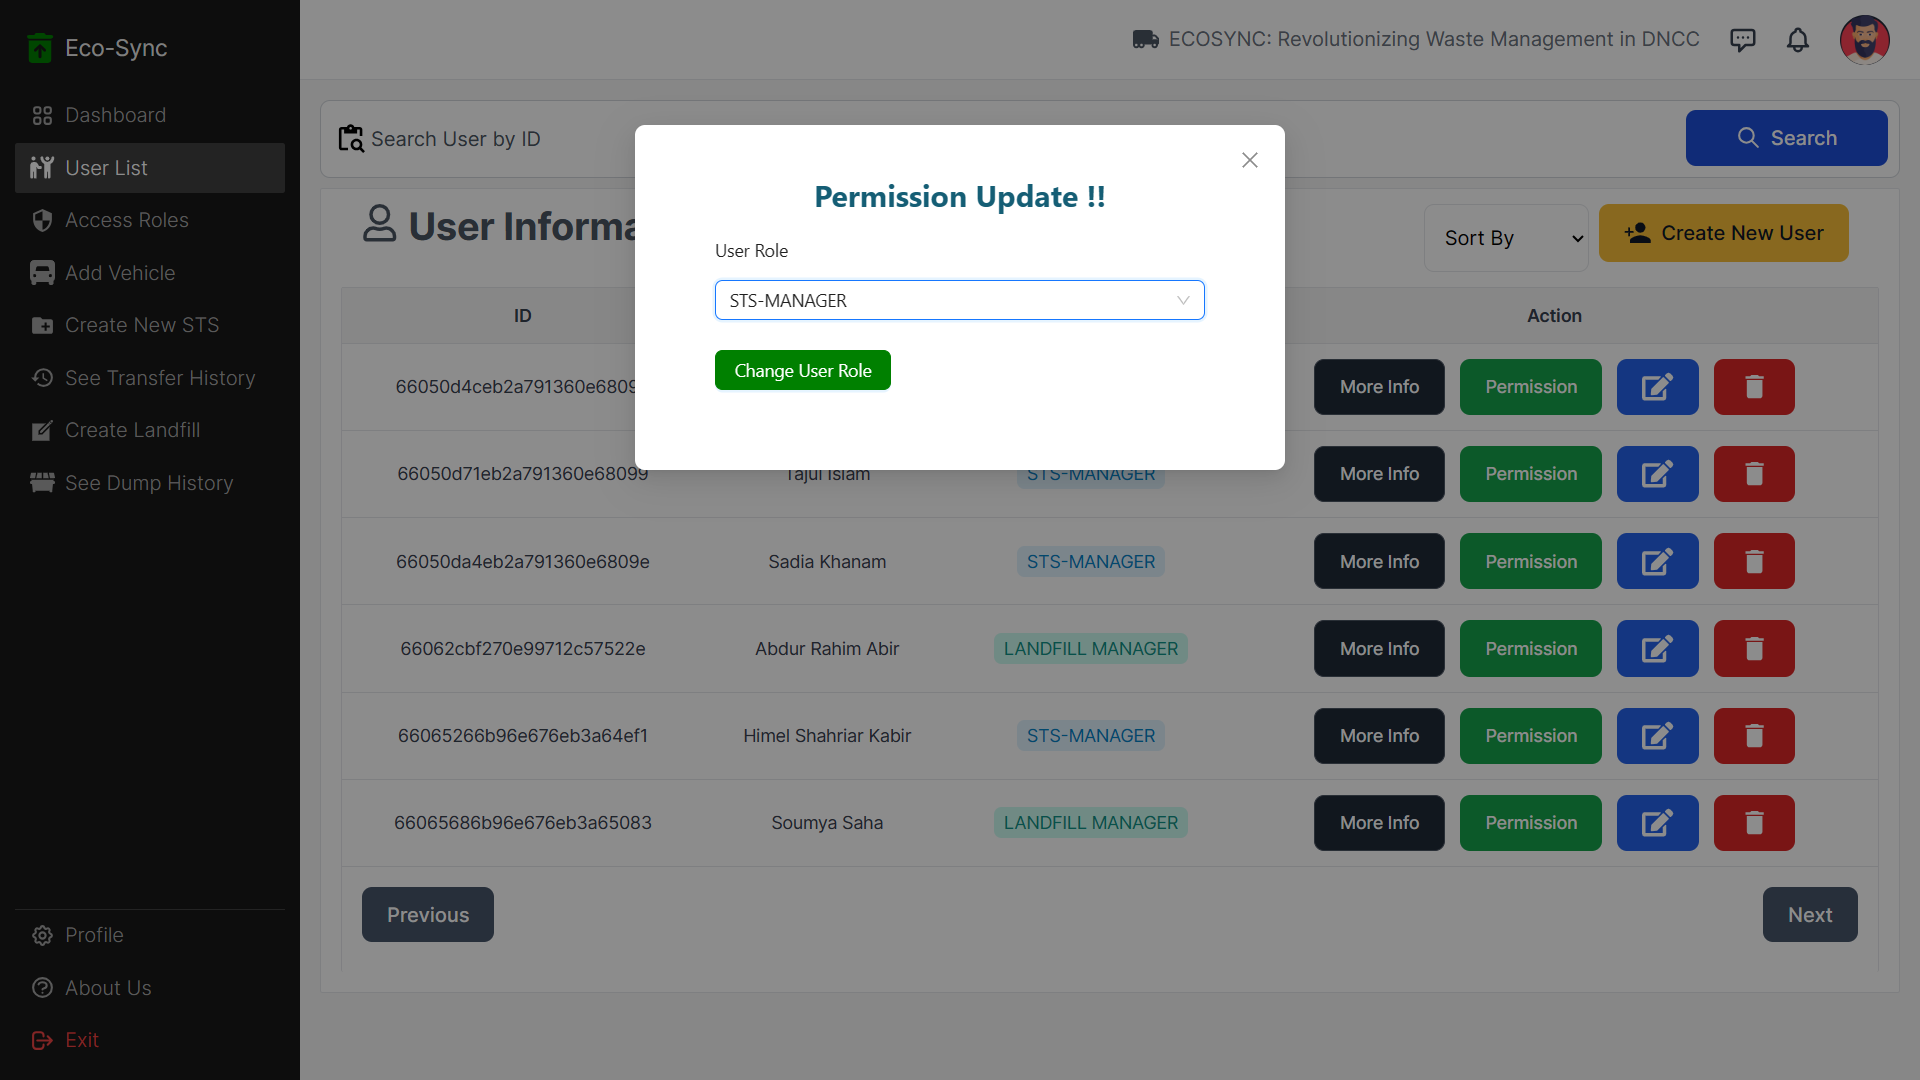 Eco-Sync
Dashboard
User List
Access Roles
Add Vehicle
Create New STS
See Transfer History
Create Landfill
See Dump History
Profile
About Us
Exit
ECOSYNC: Revolutionizing Waste Management in DNCC
Search User by ID
Search
User Informa
Sort By
Create New User
Permission Update !!
User Role
STS-MANAGER
Change User Role
ID Action
66050d4ceb2a791360e6809 More Info Permission
66050d71eb2a791360e68099 Tajul Islam STS-MANAGER More Info Permission
66050da4eb2a791360e6809e Sadia Khanam STS-MANAGER More Info Permission
66062cbf270e99712c57522e Abdur Rahim Abir LANDFILL MANAGER More Info Permission
66065266b96e676eb3a64ef1 Himel Shahriar Kabir STS-MANAGER More Info Permission
66065686b96e676eb3a65083 Soumya Saha LANDFILL MANAGER More Info Permission
Previous Next